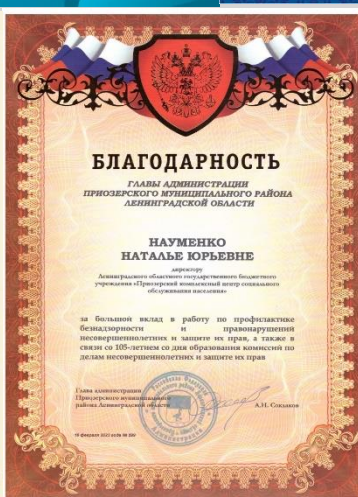 БЛАГОДАРНОСТЬ
ГЛАВЫ АДМИНИСТРАЦИИ
ПРИОЗЕРСКОГО МУНИЦИПАЛЬНОГО РАЙОНА
ЛЕНИНГРАДСКОЙ ОБЛАСТИ
НАУМЕНКО
НАТАЛЬЕ ЮРЬЕВНЕ
директору
Ленинградского областного государственного бюджетного
учреждения «Приозерский комплексный центр социального
обслуживания населения»
за большой вклад в работу по профилактике
безнадзорности и правонарушения
несовершеннолетних и защите их прав, а также в
связи со 105-летием со дня образования комиссий по
делам несовершеннолетних и защите их прав
Глава администрации
Приозерского муниципального
района Ленинградской области
А.Н. Соклаков